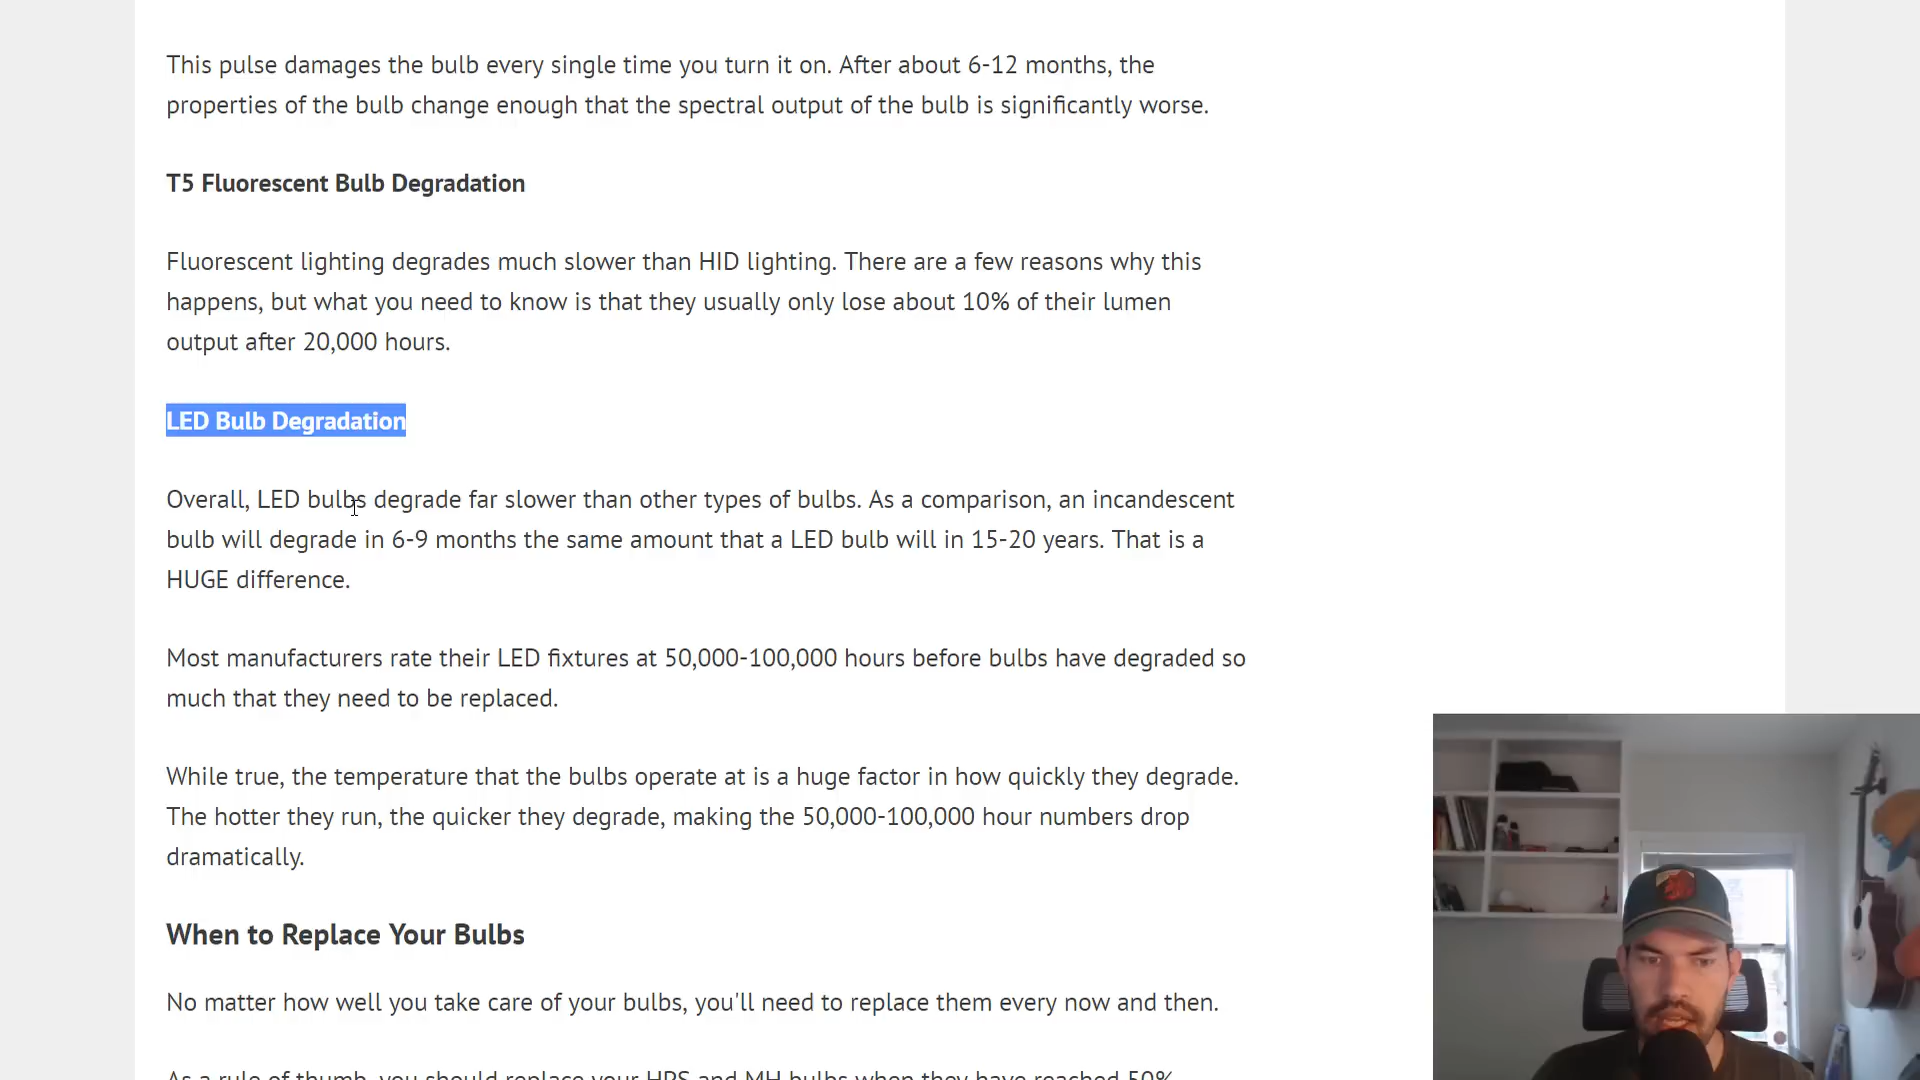 This pulse damages the bulb every single time you turn it on. After about 6-12 months, the
properties of the bulb change enough that the spectral output of the bulb is significantly worse.
T5 Fluorescent Bulb Degradation
Fluorescent lighting degrades much slower than HID lighting. There are a few reasons why this
happens, but what you need to know is that they usually only lose about 10% of their lumen
output after 20,000 hours.
LED Bulb Degradation
Overall, LED bulbs degrade far slower than other types of bulbs. As a comparison, an incandescent
bulb will degrade in 6-9 months the same amount that a LED bulb will in 15-20 years. That is a
HUGE difference.
Most manufacturers rate their LED fixtures at 50,000-100,000 hours before bulbs have degraded so
much that they need to be replaced.
While true, the temperature that the bulbs operate at is a huge factor in how quickly they degrade.
The hotter they run, the quicker they degrade, making the 50,000-100,000 hour numbers drop
dramatically.
When to Replace Your Bulbs
No matter how well you take care of your bulbs, you'll need to replace them every now and then.
As a rule of thumb, you should replace your HPS and MH bulbs when they have reached 50%